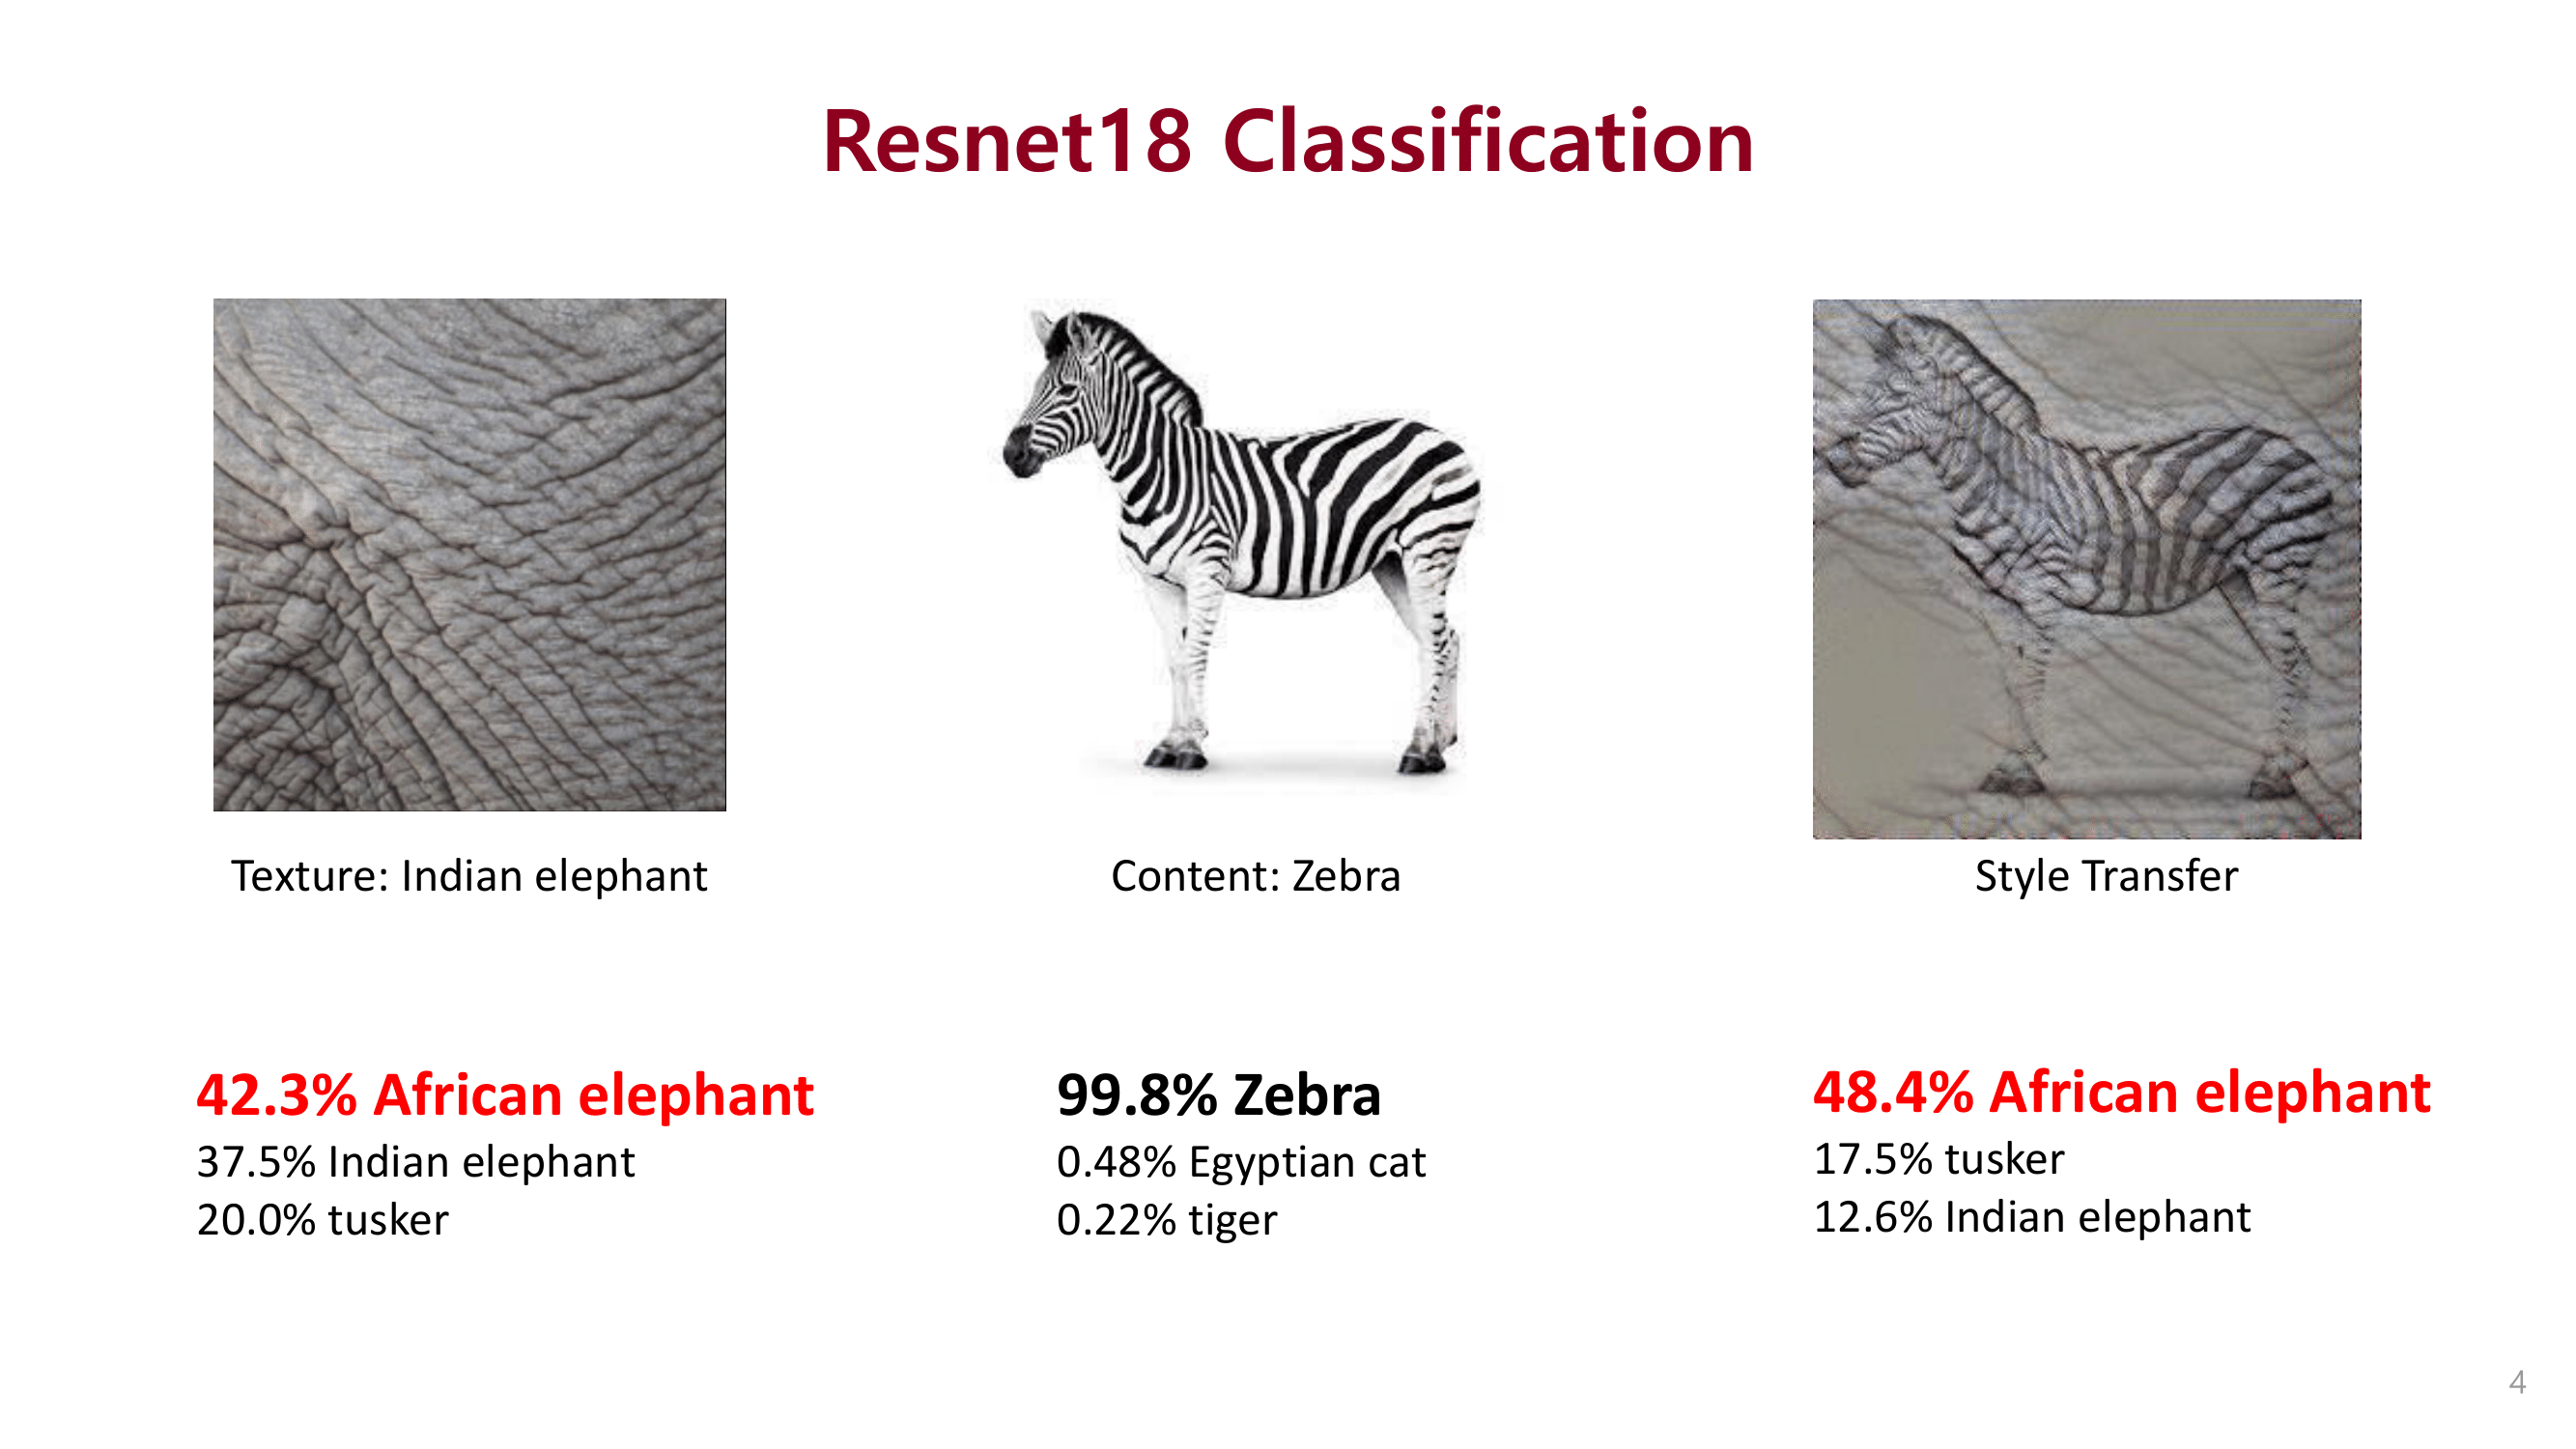 Resnet18 Classification
Texture: Indian elephant
Content: Zebra
Style Transfer
42.3% African elephant
37.5% Indian elephant
20.0% tusker
99.8% Zebra
0.48% Egyptian cat
0.22% tiger
48.4% African elephant
17.5% tusker
12.6% Indian elephant
4